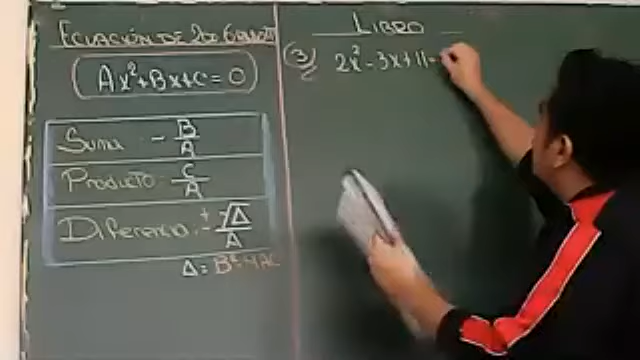 ECUACIÓN DE 2DO GRADO
Ax²+Bx+C=0
Suma - B/A
Producto C/A
Diferencia ± √Δ/A
Δ = B²-4AC
LIBRO
3) 2x²-3x+11=